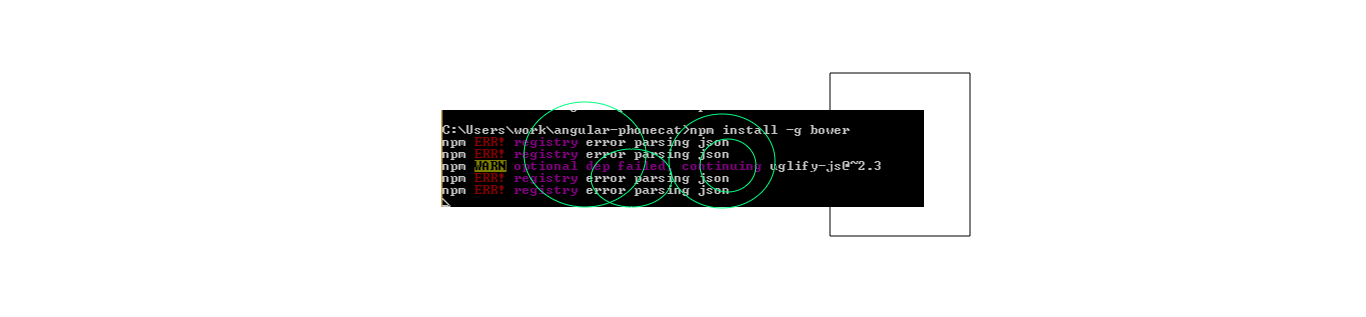 C:\Users\work\angular-phonecat>npm install -g bower
npm ERR! registry error parsing json
npm ERR! registry error parsing json
npm WARN optional dep failed, continuing uglify-js@~2.3
npm ERR! registry error parsing json
npm ERR! registry error parsing json